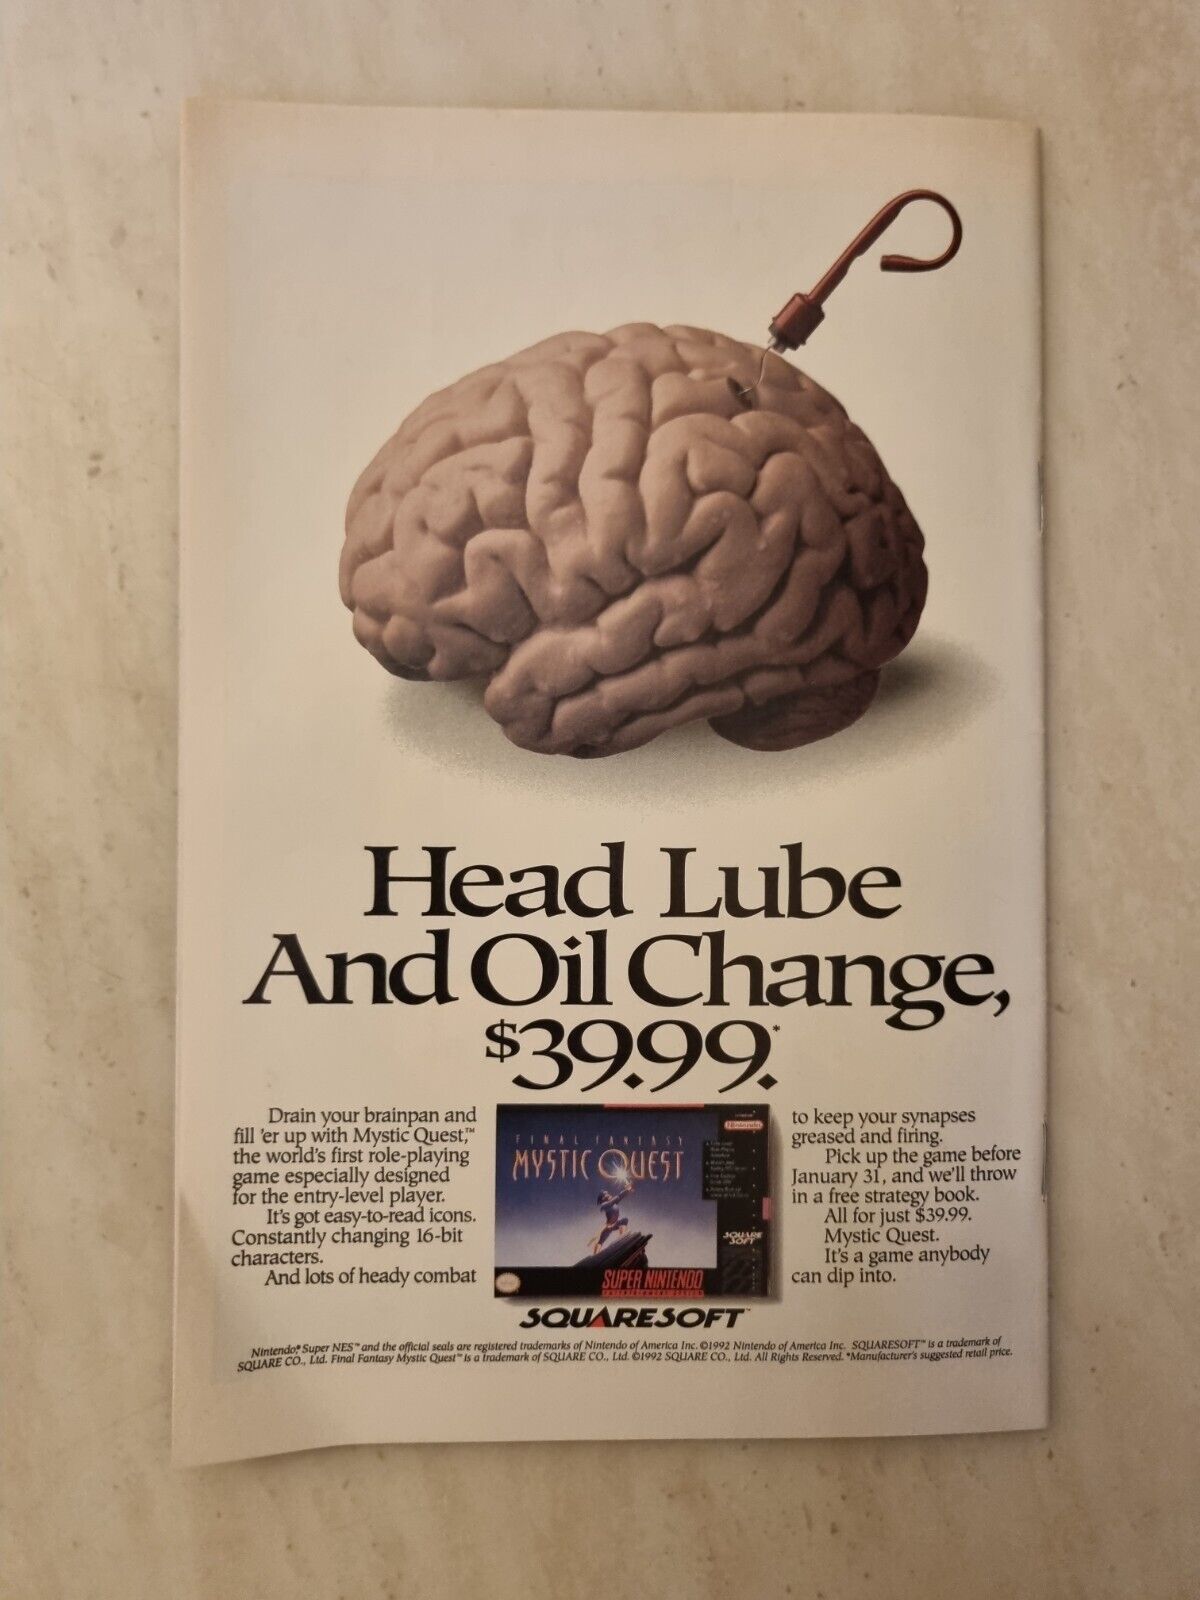 Head Lube
And Oil Change,
$39.99.*
Drain your brainpan and
fill 'er up with Mystic Quest,™
the world's first role-playing
game especially designed
for the entry-level player.
It's got easy-to-read icons.
Constantly changing 16-bit
characters.
And lots of heady combat
FINAL FANTASY
MYSTIC QUEST
Nintendo
SQUARE
SOFT
SUPER NINTENDO
ENTERTAINMENT SYSTEM
to keep your synapses
greased and firing.
Pick up the game before
January 31, and we'll throw
in a free strategy book.
All for just $39.99.
Mystic Quest.
It's a game anybody
can dip into.
SQUARESOFT™
Nintendo,® Super NES™ and the official seals are registered trademarks of Nintendo of America Inc. ©1992 Nintendo of America Inc. SQUARESOFT™ is a trademark of
SQUARE CO., Ltd. Final Fantasy Mystic Quest™ is a trademark of SQUARE CO., Ltd. ©1992 SQUARE CO., Ltd. All Rights Reserved. *Manufacturer's suggested retail price.